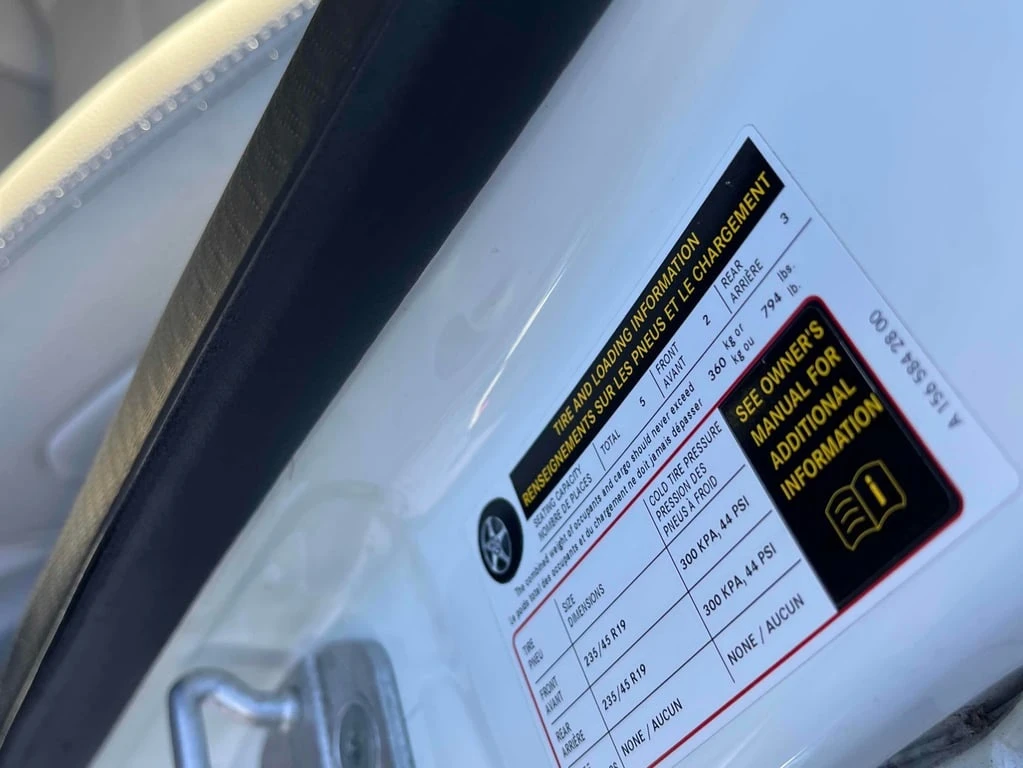 TIRE AND LOADING INFORMATION
RENSEIGNEMENTS SUR LES PNEUS ET LE CHARGEMENT
SEATING CAPACITY
NOMBRE DE PLACES
TOTAL
5
FRONT
AVANT
2
REAR
ARRIÈRE
3
The combined weight of occupants and cargo should never exceed 360 kg or 794 lbs.
Le poids total des occupants et du chargement ne doit jamais dépasser kg ou lb.
TIRE
PNEU
SIZE
DIMENSIONS
COLD TIRE PRESSURE
PRESSION DES
PNEUS À FROID
FRONT
AVANT
235/45 R19
300 KPA, 44 PSI
REAR
ARRIÈRE
235/45 R19
300 KPA, 44 PSI
NONE / AUCUN
NONE / AUCUN
SEE OWNER'S
MANUAL FOR
ADDITIONAL
INFORMATION
i
A 156 584 28 00